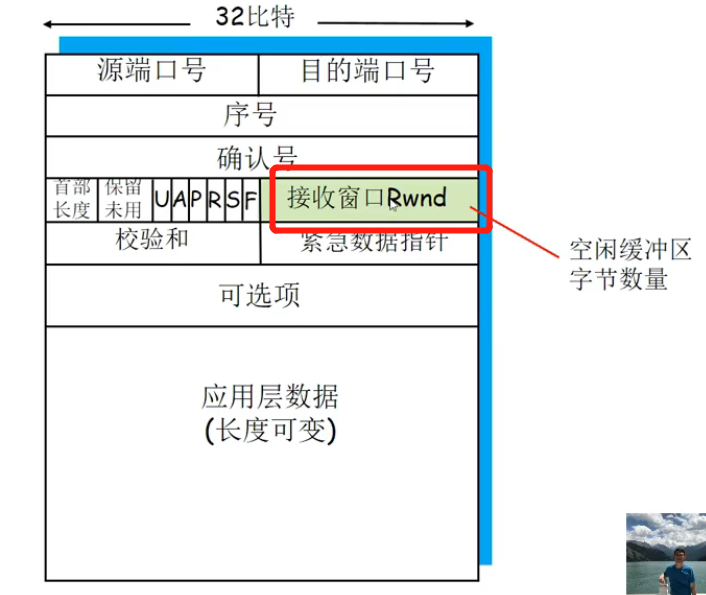 32比特
源端口号
目的端口号
序号
确认号
首部
长度
保留
未用
U A P R S F
接收窗口Rwnd
空闲缓冲区
字节数量
校验和
紧急数据指针
可选项
应用层数据
(长度可变)